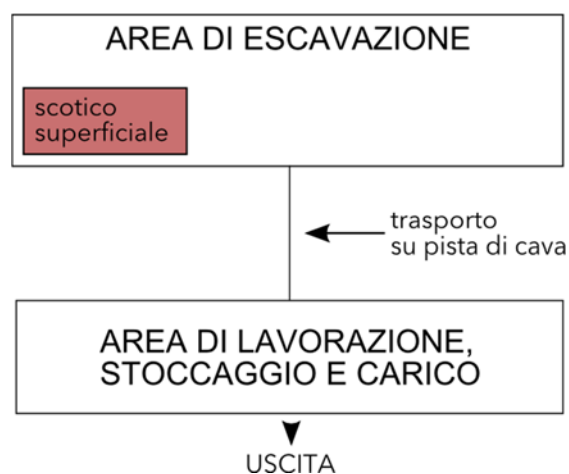 AREA DI ESCAVAZIONE
scotico
superficiale
trasporto
su pista di cava
AREA DI LAVORAZIONE,
STOCCAGGIO E CARICO
USCITA